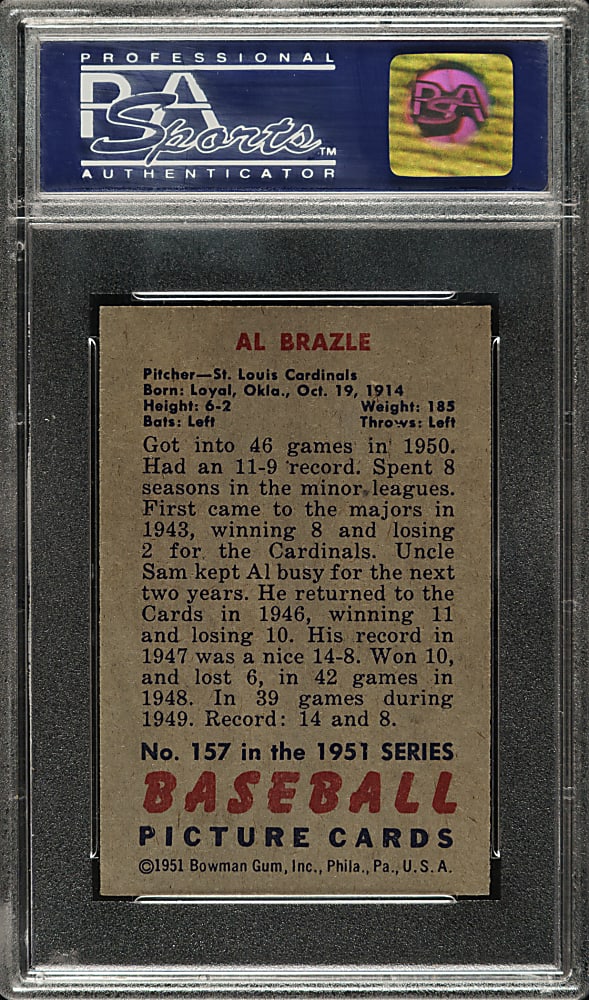 PROFESSIONAL
PSA
Sports™
AUTHENTICATOR
PSA
AL BRAZLE
Pitcher—St. Louis Cardinals
Born: Loyal, Okla., Oct. 19, 1914
Height: 6-2 Weight: 185
Bats: Left Throws: Left
Got into 46 games in 1950.
Had an 11-9 record. Spent 8
seasons in the minor leagues.
First came to the majors in
1943, winning 8 and losing
2 for the Cardinals. Uncle
Sam kept Al busy for the next
two years. He returned to the
Cards in 1946, winning 11
and losing 10. His record in
1947 was a nice 14-8. Won 10,
and lost 6, in 42 games in
1948. In 39 games during
1949. Record: 14 and 8.
No. 157 in the 1951 SERIES
BASEBALL
PICTURE CARDS
©1951 Bowman Gum, Inc., Phila., Pa., U.S.A.